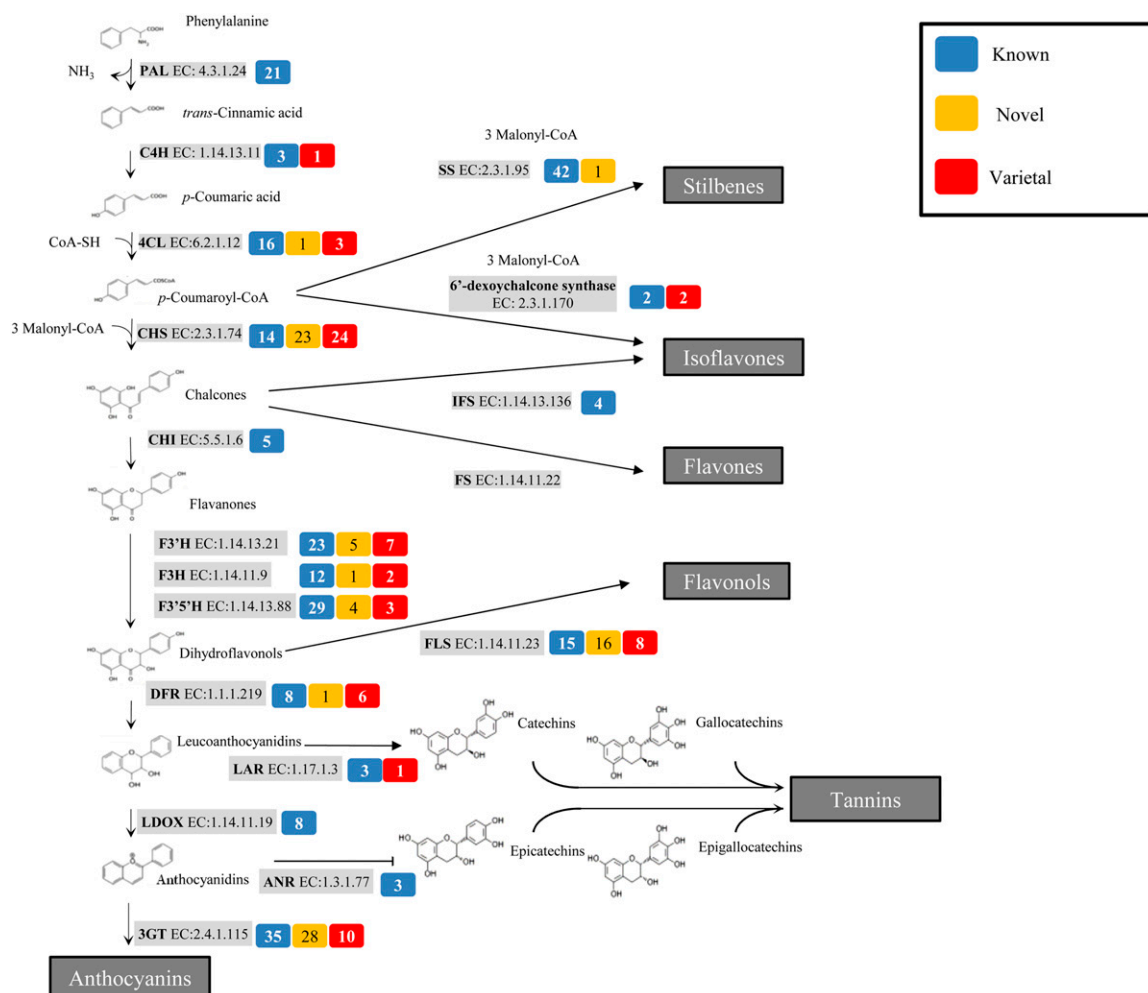 Phenylalanine
NH3
PAL EC: 4.3.1.24 21
trans-Cinnamic acid
C4H EC: 1.14.13.11 3 1
p-Coumaric acid
CoA-SH
4CL EC:6.2.1.12 16 1 3
p-Coumaroyl-CoA
3 Malonyl-CoA
CHS EC:2.3.1.74 14 23 24
Chalcones
CHI EC:5.5.1.6 5
Flavanones
F3'H EC:1.14.13.21 23 5 7
F3H EC:1.14.11.9 12 1 2
F3'5'H EC:1.14.13.88 29 4 3
Dihydroflavonols
DFR EC:1.1.1.219 8 1 6
Leucoanthocyanidins
LAR EC:1.17.1.3 3 1
LDOX EC:1.14.11.19 8
Anthocyanidins
ANR EC:1.3.1.77 3
3GT EC:2.4.1.115 35 28 10
Anthocyanins
3 Malonyl-CoA
SS EC:2.3.1.95 42 1
Stilbenes
3 Malonyl-CoA
6'-dexoychalcone synthase
EC: 2.3.1.170 2 2
Isoflavones
IFS EC:1.14.13.136 4
Flavones
FS EC:1.14.11.22
Flavonols
FLS EC:1.14.11.23 15 16 8
Catechins
Gallocatechins
Tannins
Epicatechins
Epigallocatechins
Known
Novel
Varietal